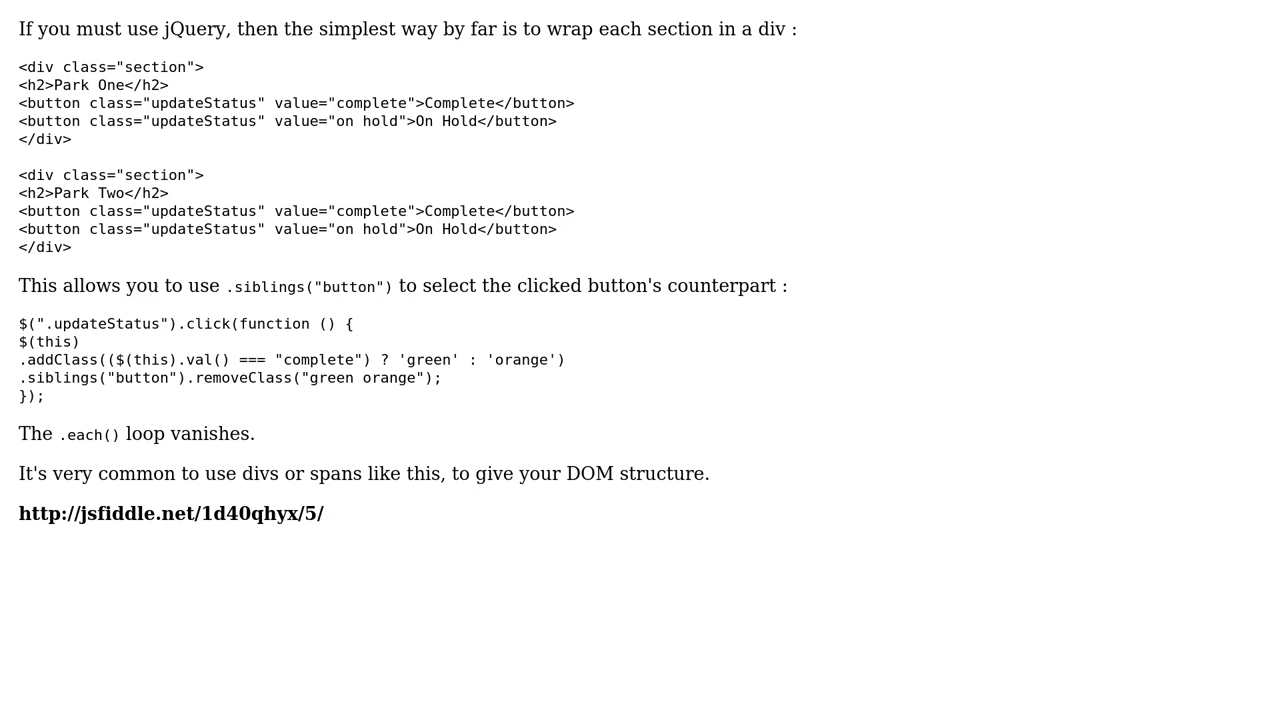 If you must use jQuery, then the simplest way by far is to wrap each section in a div :
<div class="section">
<h2>Park One</h2>
<button class="updateStatus" value="complete">Complete</button>
<button class="updateStatus" value="on hold">On Hold</button>
</div>
<div class="section">
<h2>Park Two</h2>
<button class="updateStatus" value="complete">Complete</button>
<button class="updateStatus" value="on hold">On Hold</button>
</div>
This allows you to use .siblings("button") to select the clicked button's counterpart :
$(".updateStatus").click(function () {
$(this)
.addClass(($(this).val() === "complete") ? 'green' : 'orange')
.siblings("button").removeClass("green orange");
});
The .each() loop vanishes.
It's very common to use divs or spans like this, to give your DOM structure.
http://jsfiddle.net/1d40qhyx/5/